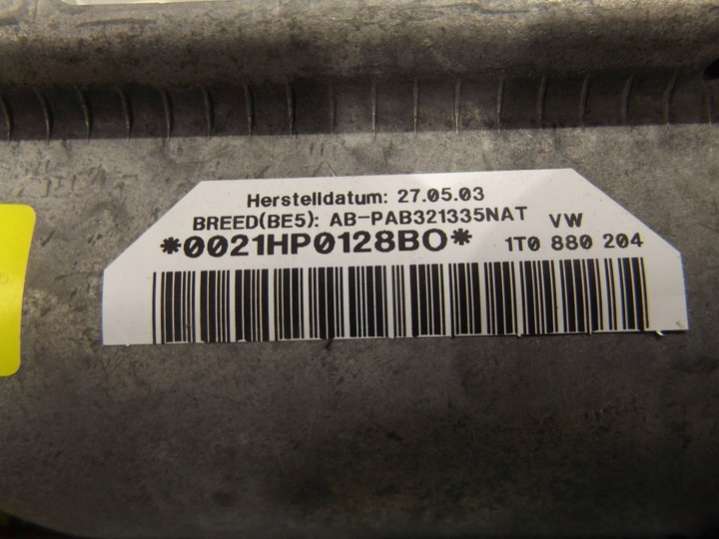 Herstelldatum: 27.05.03
BREED(BE5): AB-PAB321335NAT VW
*0021HP0128BO* 1T0 880 204